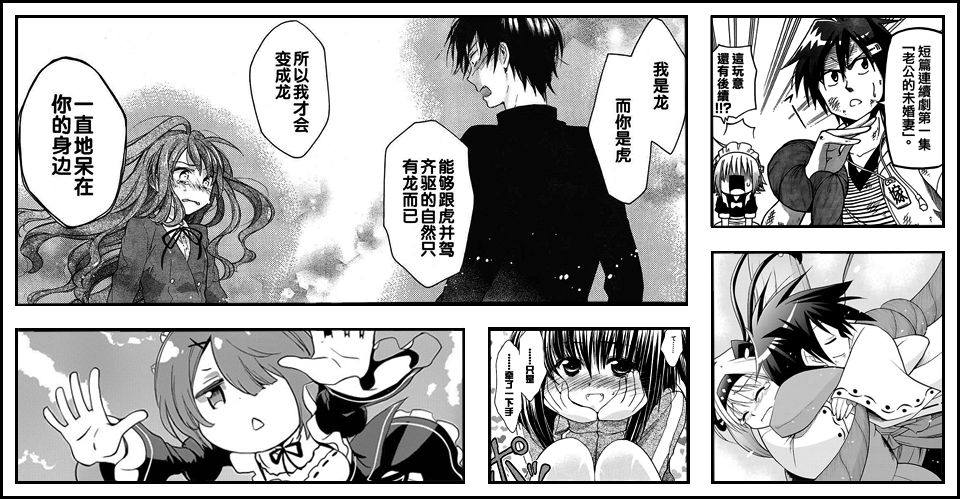 我是龙
而你是虎
能够跟虎并驾
齐驱的自然只
有龙而已
所以我才会
变成龙
一直地呆在
你的身边
短篇連續劇第一集
「老公的未婚妻」。
這玩意
還有後續!!?
嫁
……只是
……牽了一下手